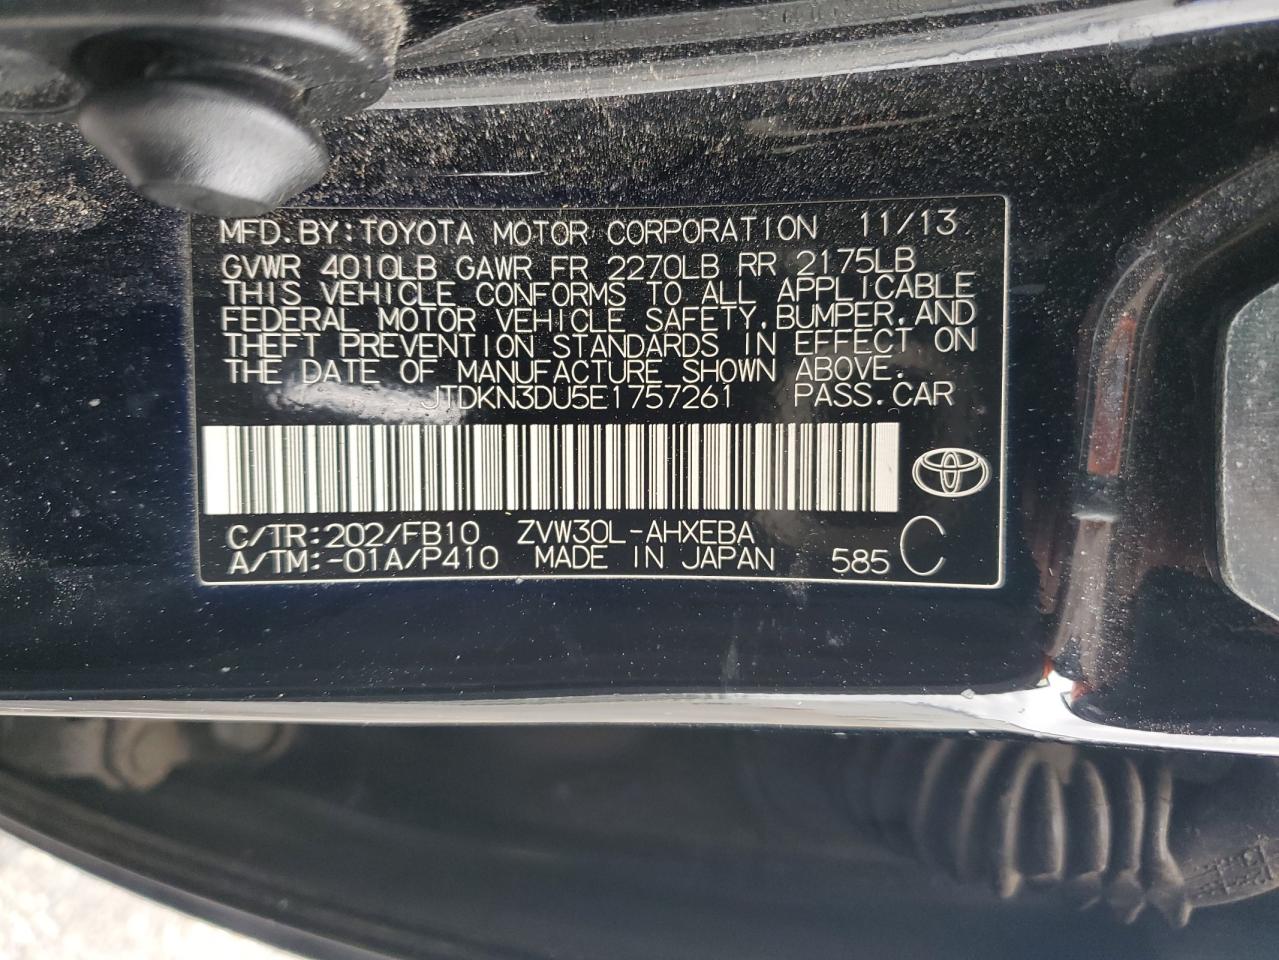 MFD.BY:TOYOTA MOTOR CORPORATION 11/13
GVWR 4010LB GAWR FR 2270LB RR 2175LB
THIS VEHICLE CONFORMS TO ALL APPLICABLE
FEDERAL MOTOR VEHICLE SAFETY,BUMPER,AND
THEFT PREVENTION STANDARDS IN EFFECT ON
THE DATE OF MANUFACTURE SHOWN ABOVE.
JTDKN3DU5E1757261 PASS.CAR
C/TR:202/FB10 ZVW30L-AHXEBA
A/TM:-01A/P410 MADE IN JAPAN 585 C